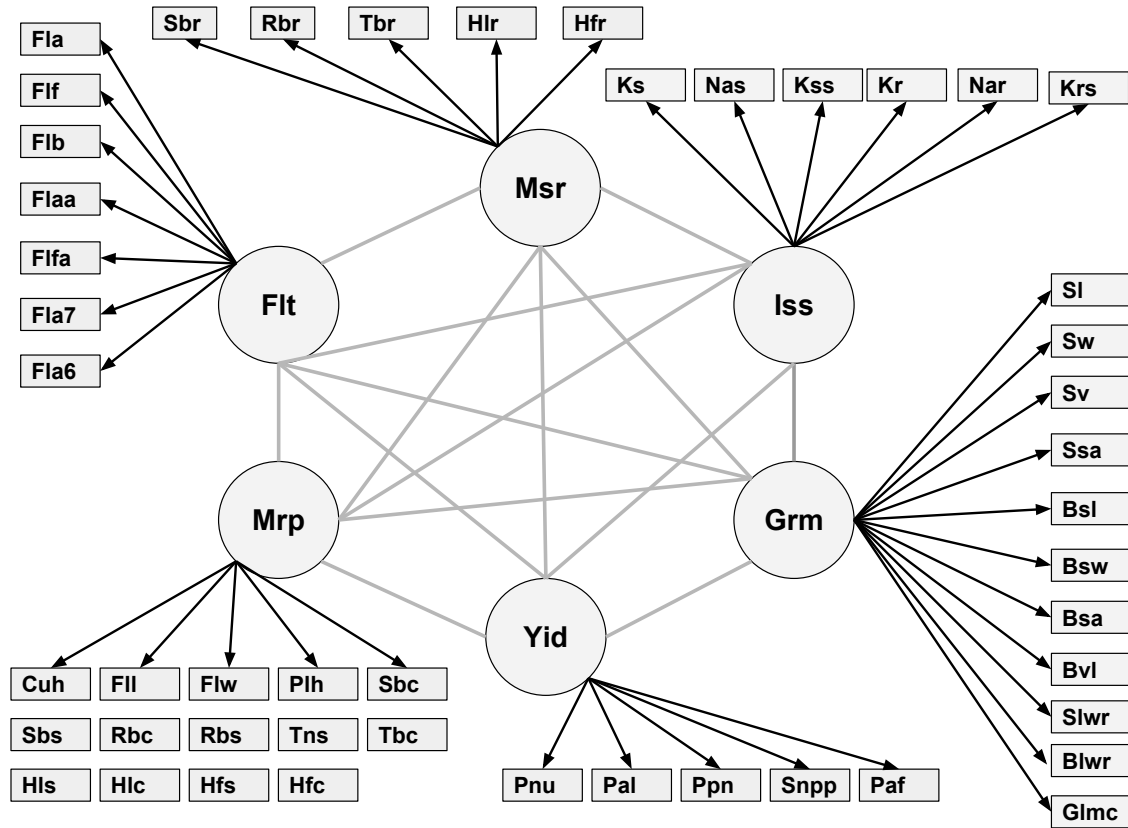 Sbr Rbr Tbr Hlr Hfr
Fla
Flf
Flb
Flaa
Flfa
Fla7
Fla6
Ks Nas Kss Kr Nar Krs
Msr
Flt
Iss
Mrp
Grm
Yid
Sl
Sw
Sv
Ssa
Bsl
Bsw
Bsa
Bvl
Slwr
Blwr
Glmc
Cuh Fll Flw Plh Sbc
Sbs Rbc Rbs Tns Tbc
Hls Hlc Hfs Hfc
Pnu Pal Ppn Snpp Paf